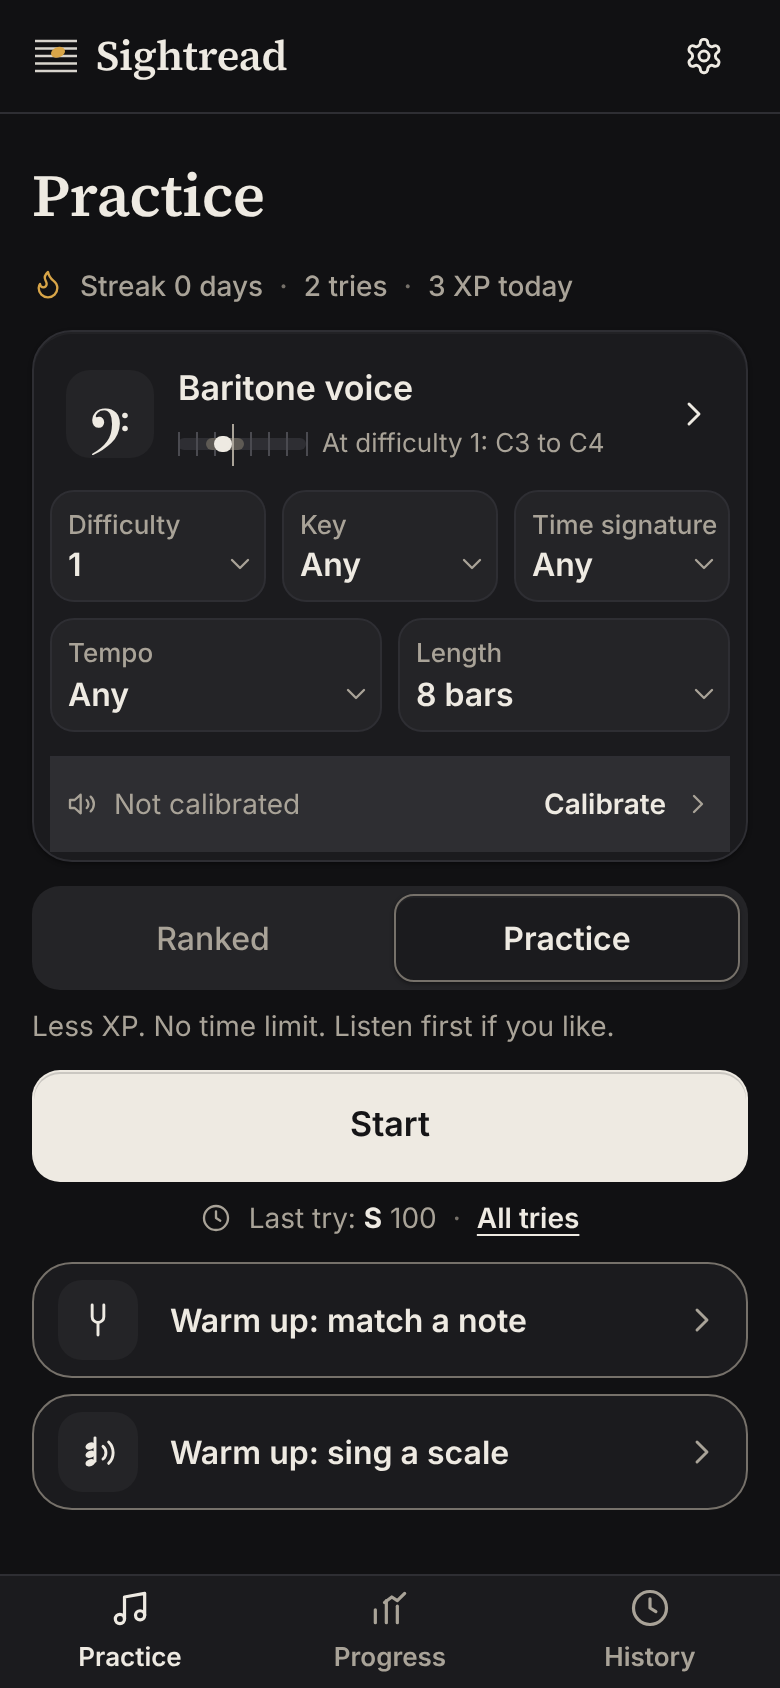 Sightread
Practice
Streak 0 days · 2 tries · 3 XP today
Baritone voice
At difficulty 1: C3 to C4
Difficulty Key Time signature
1 Any Any
Tempo Length
Any 8 bars
Not calibrated Calibrate
Ranked Practice
Less XP. No time limit. Listen first if you like.
Start
Last try: S 100 · All tries
Warm up: match a note
Warm up: sing a scale
Practice Progress History